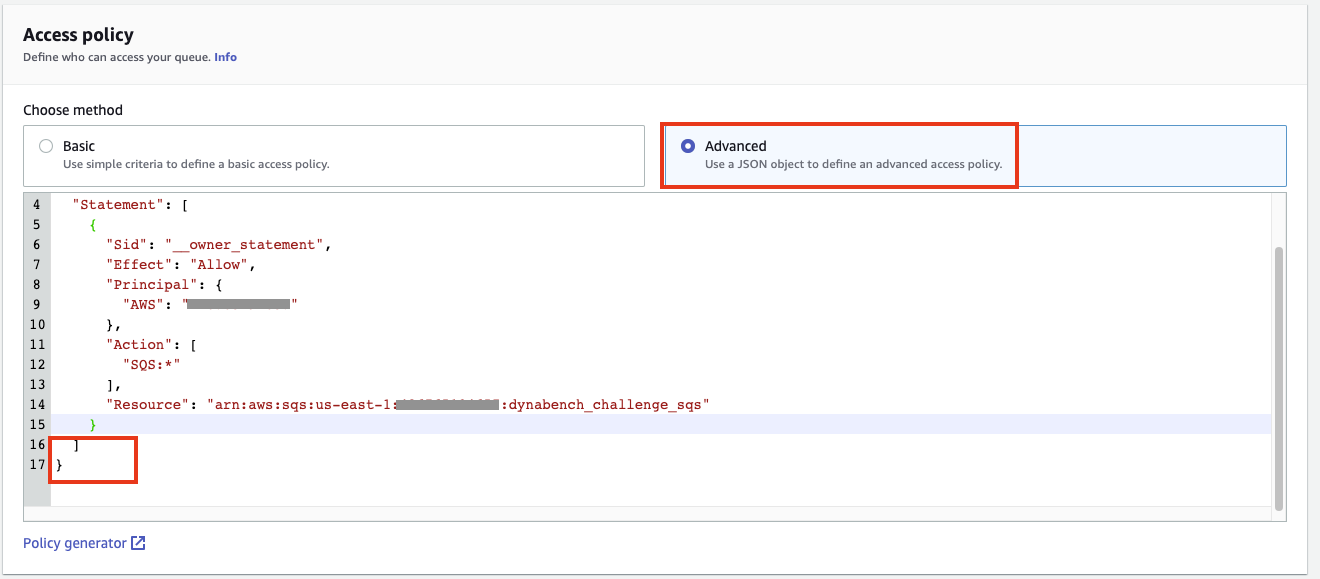 Access policy
Define who can access your queue. Info
Choose method
Basic
Use simple criteria to define a basic access policy.
Advanced
Use a JSON object to define an advanced access policy.
4 "Statement": [
5 {
6 "Sid": "__owner_statement",
7 "Effect": "Allow",
8 "Principal": {
9 "AWS": " "
10 },
11 "Action": [
12 "SQS:*"
13 ],
14 "Resource": "arn:aws:sqs:us-east-1: :dynabench_challenge_sqs"
15 }
16 ]
17 }
Policy generator